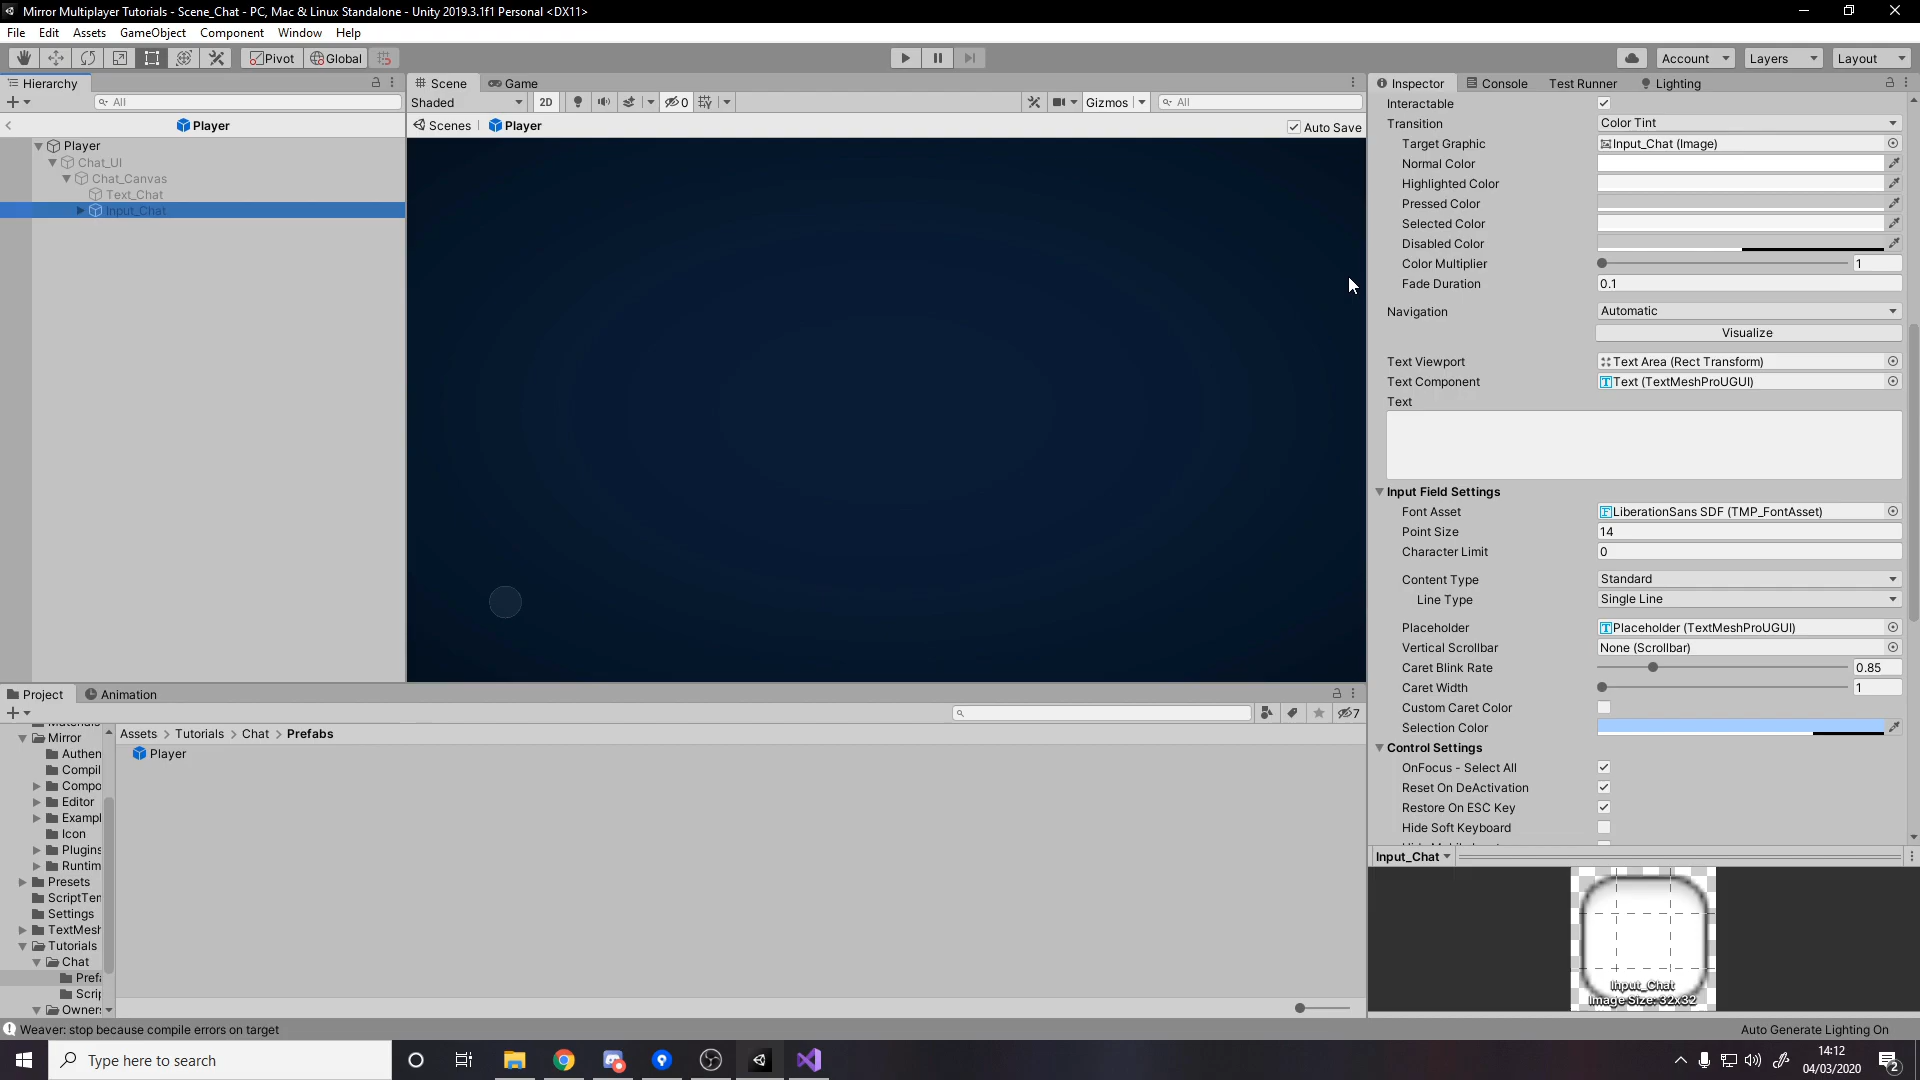 Mirror Multiplayer Tutorials - Scene_Chat - PC, Mac & Linux Standalone - Unity 2019.3.1f1 Personal <DX11>
File Edit Assets GameObject Component Window Help
Pivot Global
Account Layers Layout
Hierarchy
All
Player
Player
Chat_UI
Chat_Canvas
Text_Chat
Input_Chat
Scene Game
Shaded 2D 0 Gizmos All
Scenes Player Auto Save
Inspector Console Test Runner Lighting
Interactable
Transition Color Tint
Target Graphic Input_Chat (Image)
Normal Color
Highlighted Color
Pressed Color
Selected Color
Disabled Color
Color Multiplier 1
Fade Duration 0.1
Navigation Automatic
Visualize
Text Viewport Text Area (Rect Transform)
Text Component Text (TextMeshProUGUI)
Text
Input Field Settings
Font Asset LiberationSans SDF (TMP_FontAsset)
Point Size 14
Character Limit 0
Content Type Standard
Line Type Single Line
Placeholder Placeholder (TextMeshProUGUI)
Vertical Scrollbar None (Scrollbar)
Caret Blink Rate 0.85
Caret Width 1
Custom Caret Color
Selection Color
Control Settings
OnFocus - Select All
Reset On DeActivation
Restore On ESC Key
Hide Soft Keyboard
Input_Chat
Input_Chat
Image Size: 32x32
Project Animation
7
Mirror
Authen
Compil
Compo
Editor
Exampl
Icon
Plugins
Runtim
Presets
ScriptTen
Settings
TextMesh
Tutorials
Chat
Prefa
Scrip
Owners
Assets > Tutorials > Chat > Prefabs
Player
Weaver: stop because compile errors on target
Auto Generate Lighting On
Type here to search
14:12
04/03/2020
2